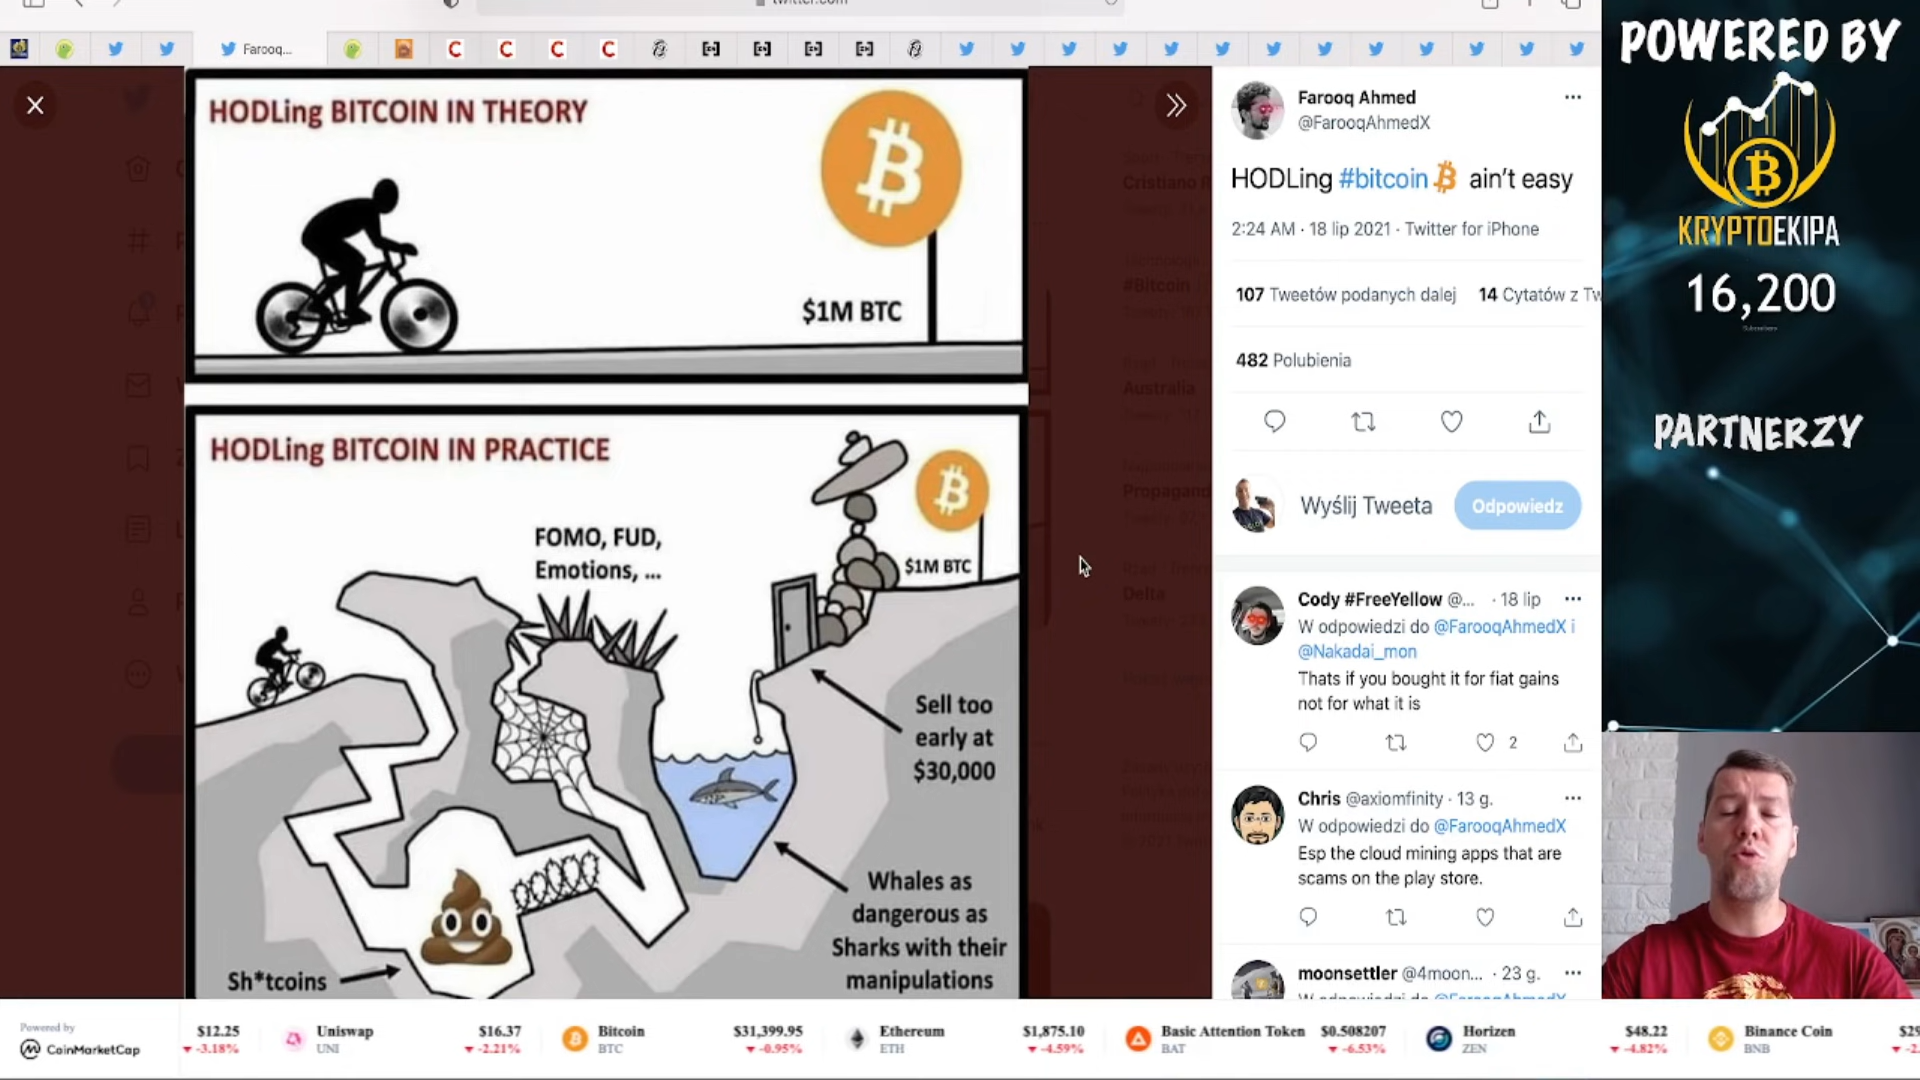 Farooq...
HODLing BITCOIN IN THEORY
$1M BTC
HODLing BITCOIN IN PRACTICE
FOMO, FUD,
Emotions, ...
$1M BTC
Sell too
early at
$30,000
Whales as
dangerous as
Sharks with their
manipulations
Sh*tcoins
Farooq Ahmed
@FarooqAhmedX
HODLing #bitcoin ain't easy
2:24 AM · 18 lip 2021 · Twitter for iPhone
107 Tweetów podanych dalej 14 Cytatów z Tw
482 Polubienia
Wyślij Tweeta
Odpowiedz
Cody #FreeYellow @... · 18 lip
W odpowiedzi do @FarooqAhmedX i
@Nakadai_mon
Thats if you bought it for fiat gains
not for what it is
2
Chris @axiomfinity · 13 g.
W odpowiedzi do @FarooqAhmedX
Esp the cloud mining apps that are
scams on the play store.
moonsettler @4moon... · 23 g.
W odpowiedzi do @FarooqAhmedX
#Bitcoin
Australia
Delta
POWERED BY
KRYPTOEKIPA
16,200
PARTNERZY
Powered by
CoinMarketCap
$12.25
-3.18%
Uniswap
UNI
$16.37
-2.21%
Bitcoin
BTC
$31,399.95
-0.95%
Ethereum
ETH
$1,875.10
-4.59%
Basic Attention Token
BAT
$0.508207
-6.53%
Horizen
ZEN
$48.22
-4.82%
Binance Coin
BNB